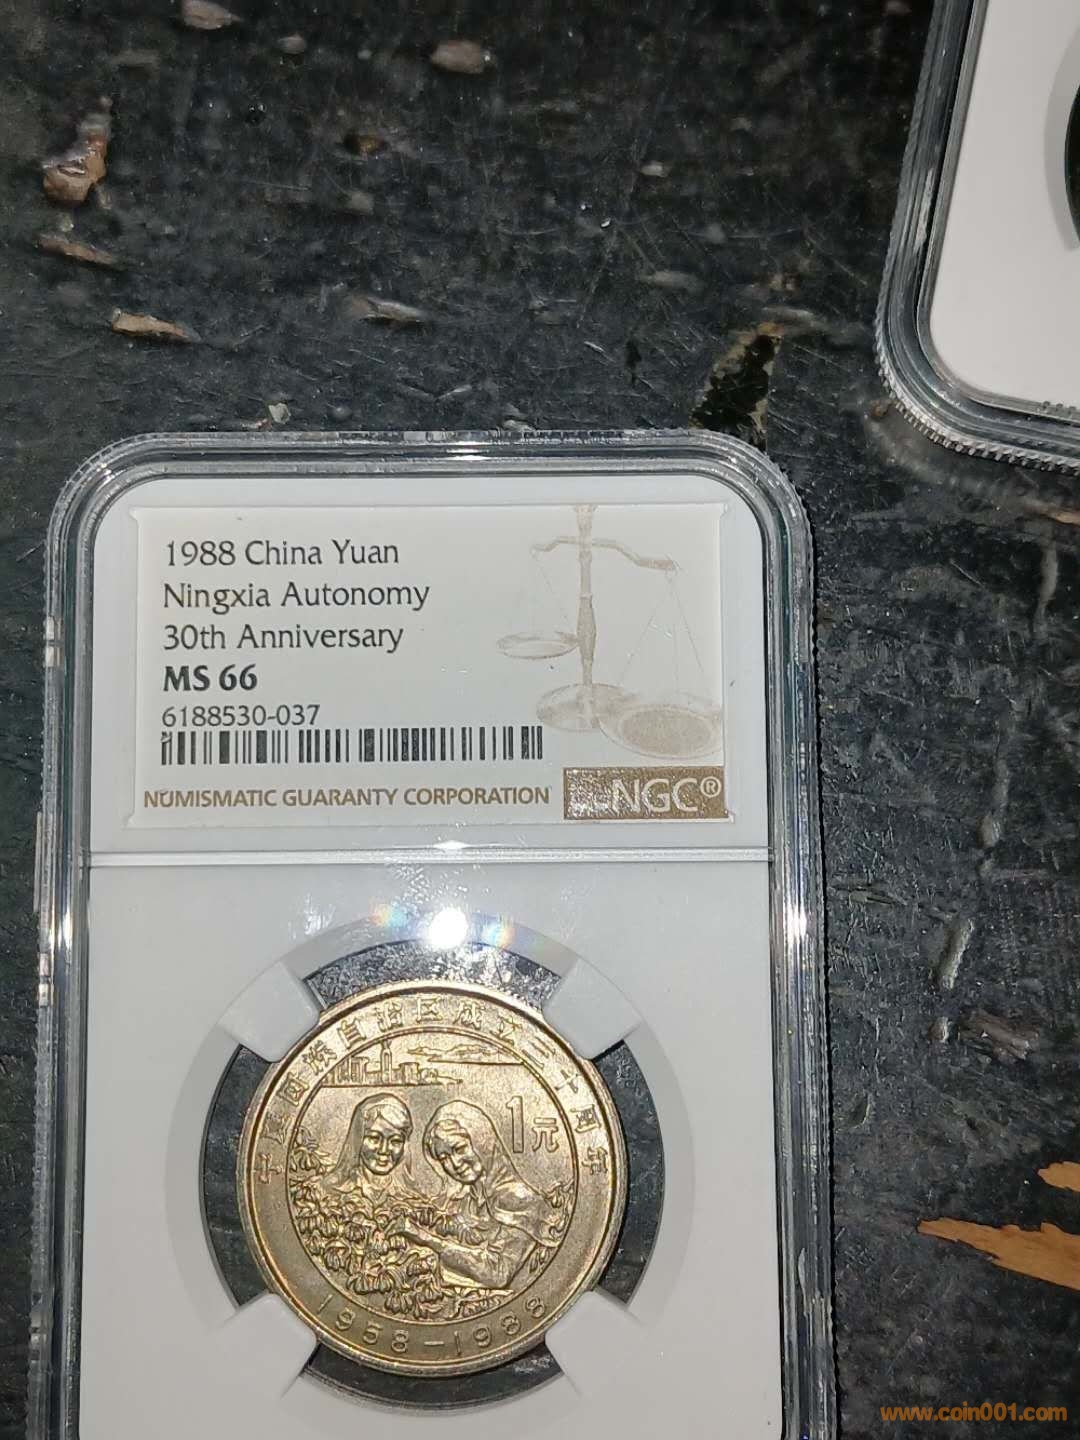 1988 China Yuan
Ningxia Autonomy
30th Anniversary
MS 66
6188530-037
NUMISMATIC GUARANTY CORPORATION
NGC®
宁夏回族自治区成立三十周年
1元
1958-1988
www.coin001.com